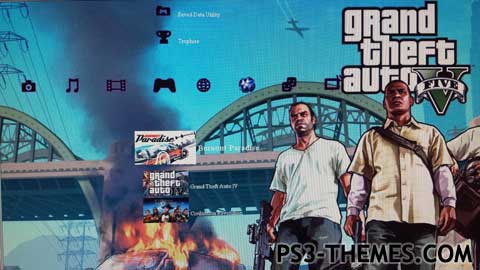 Saved Data Utility
Trophies
grand
theft
auto
V
FIVE
Paradise
Burnout Paradise
grand
theft
auto
Grand Theft Auto IV
PS3-THEMES.COM